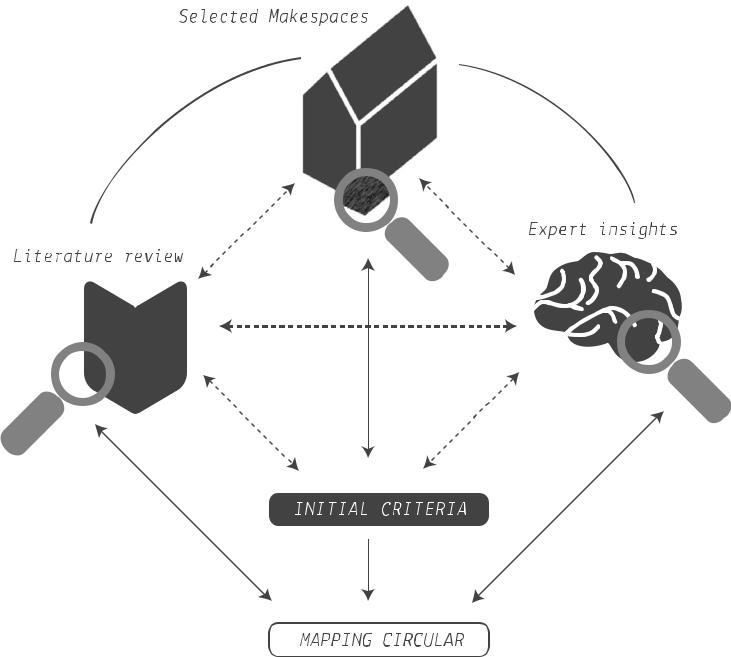 Selected Makespaces
Expert insights
Literature review
INITIAL CRITERIA
MAPPING CIRCULAR